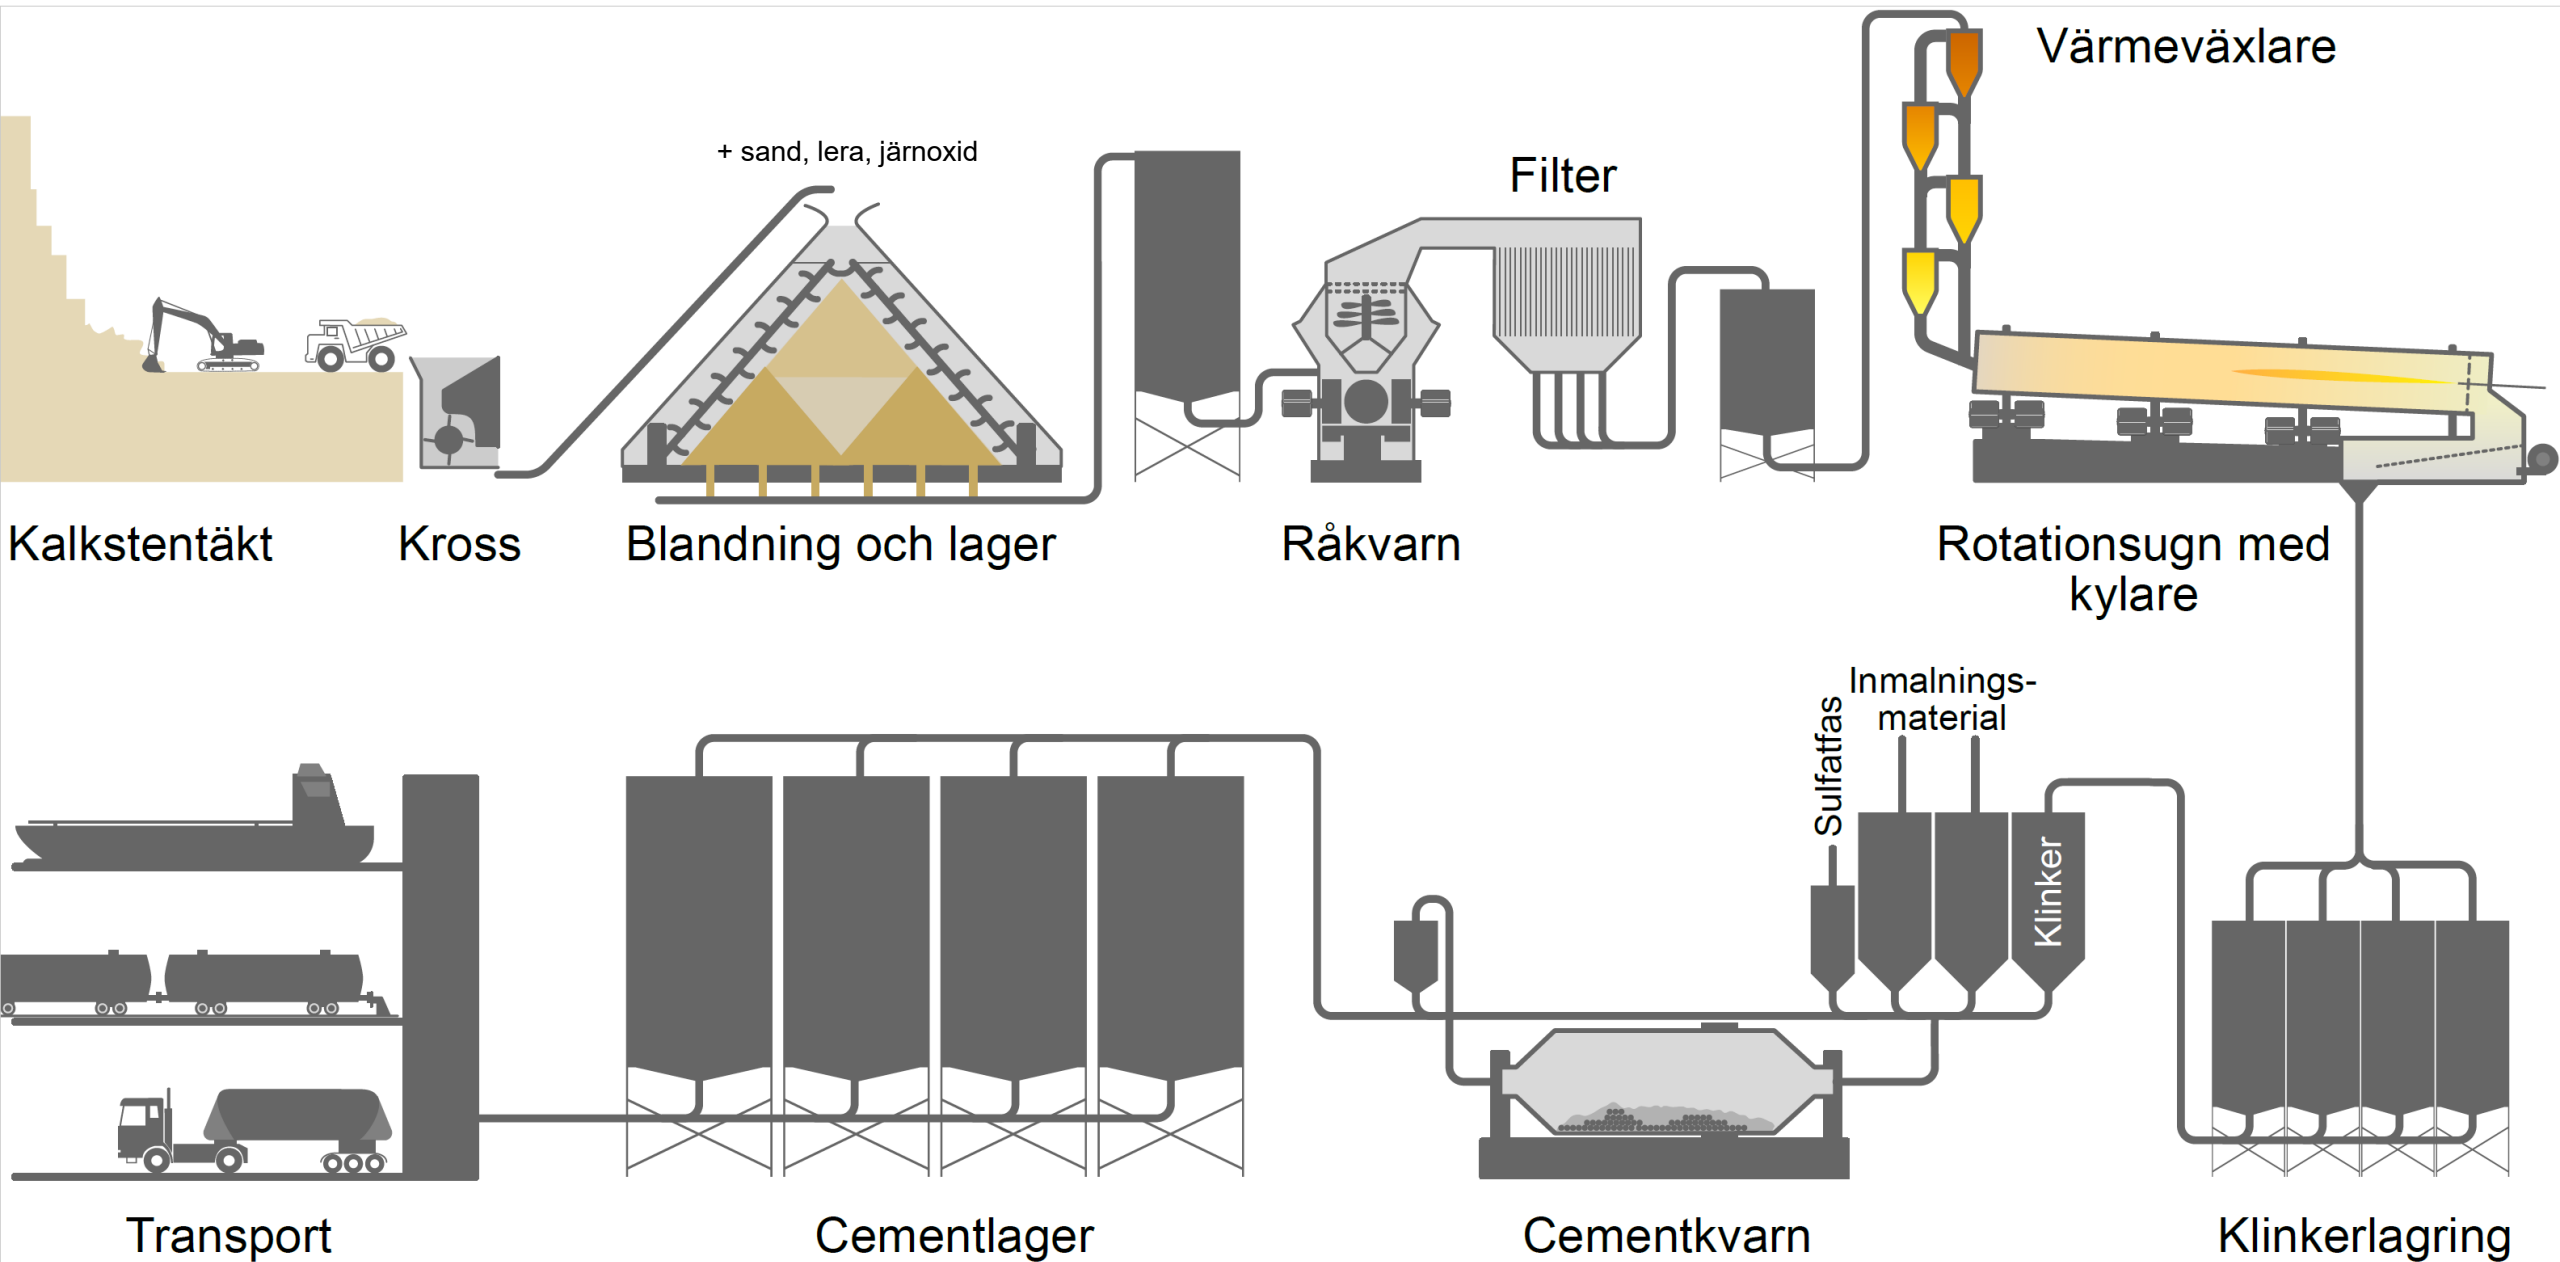 Värmeväxlare
+ sand, lera, järnoxid
Filter
Kalkstentäkt
Kross
Blandning och lager
Råkvarn
Rotationsugn med
kylare
Inmalnings-
material
Sulfatfas
Klinker
Transport
Cementlager
Cementkvarn
Klinkerlagring